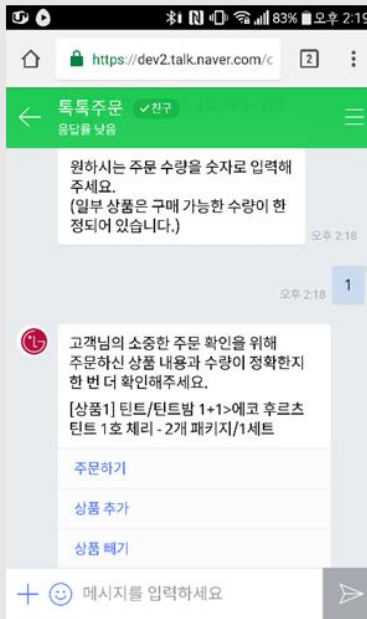 83% 오후 2:19
https://dev2.talk.naver.com/c
2
톡톡주문 ✓친구
응답률 낮음
원하시는 주문 수량을 숫자로 입력해
주세요.
(일부 상품은 구매 가능한 수량이 한
정되어 있습니다.)
오후 2:18
오후 2:18
1
고객님의 소중한 주문 확인을 위해
주문하신 상품 내용과 수량이 정확한지
한 번 더 확인해주세요.
[상품1] 틴트/틴트밤 1+1>에코 후르츠
틴트 1호 체리 - 2개 패키지/1세트
주문하기
상품 추가
상품 빼기
메시지를 입력하세요